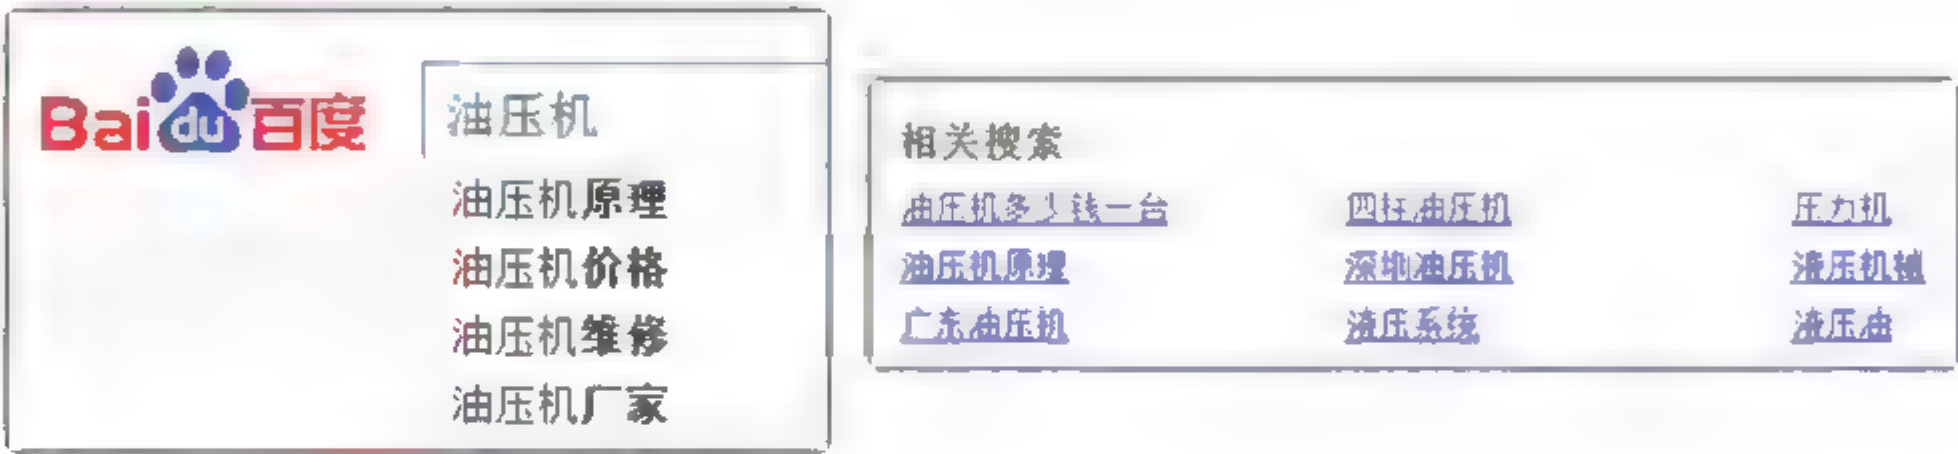 Baidu百度
油压机
油压机原理
油压机价格
油压机维修
油压机厂家
相关搜索
油压机多少钱一台 四柱油压机 压力机
油压机原理 深圳油压机 液压机械
广东油压机 液压系统 液压油